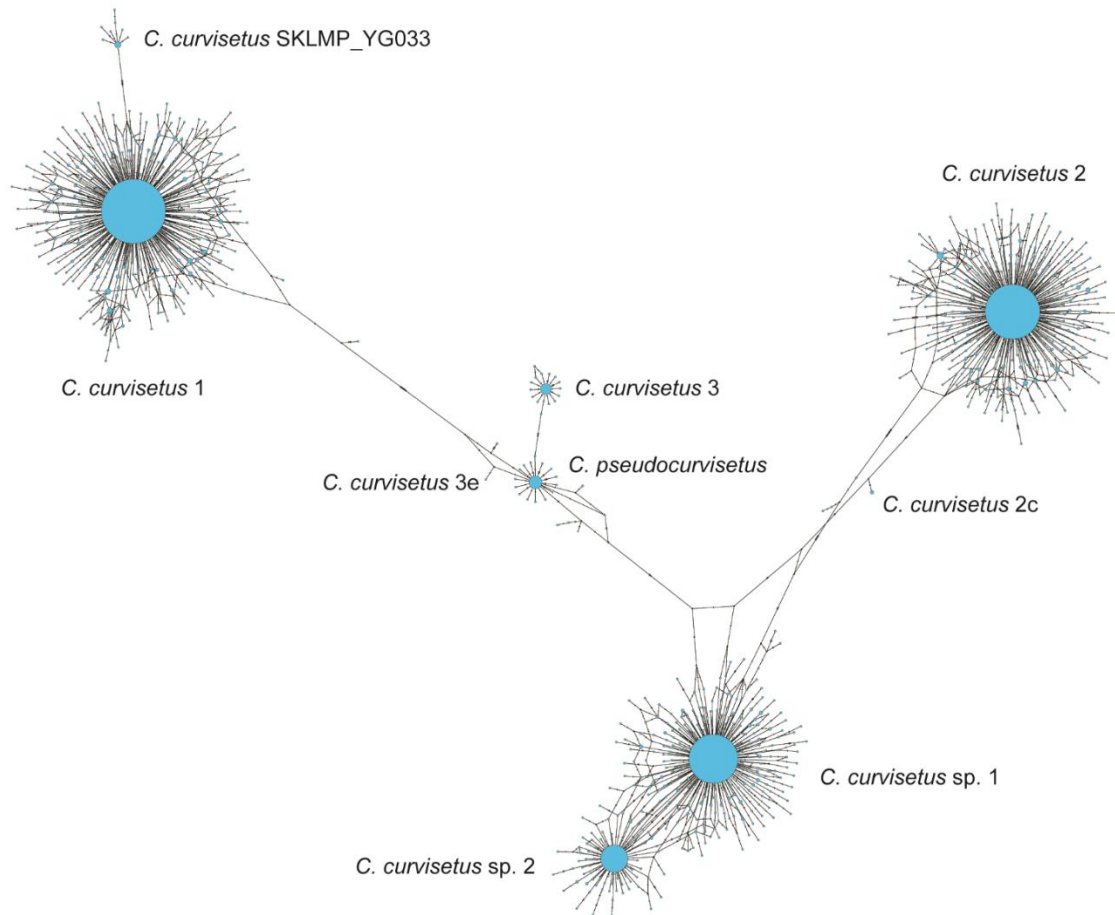 C. curvisetus SKLMP_YG033
C. curvisetus 2
C. curvisetus 1
C. curvisetus 3
C. pseudocurvisetus
C. curvisetus 3e
C. curvisetus 2c
C. curvisetus sp. 1
C. curvisetus sp. 2